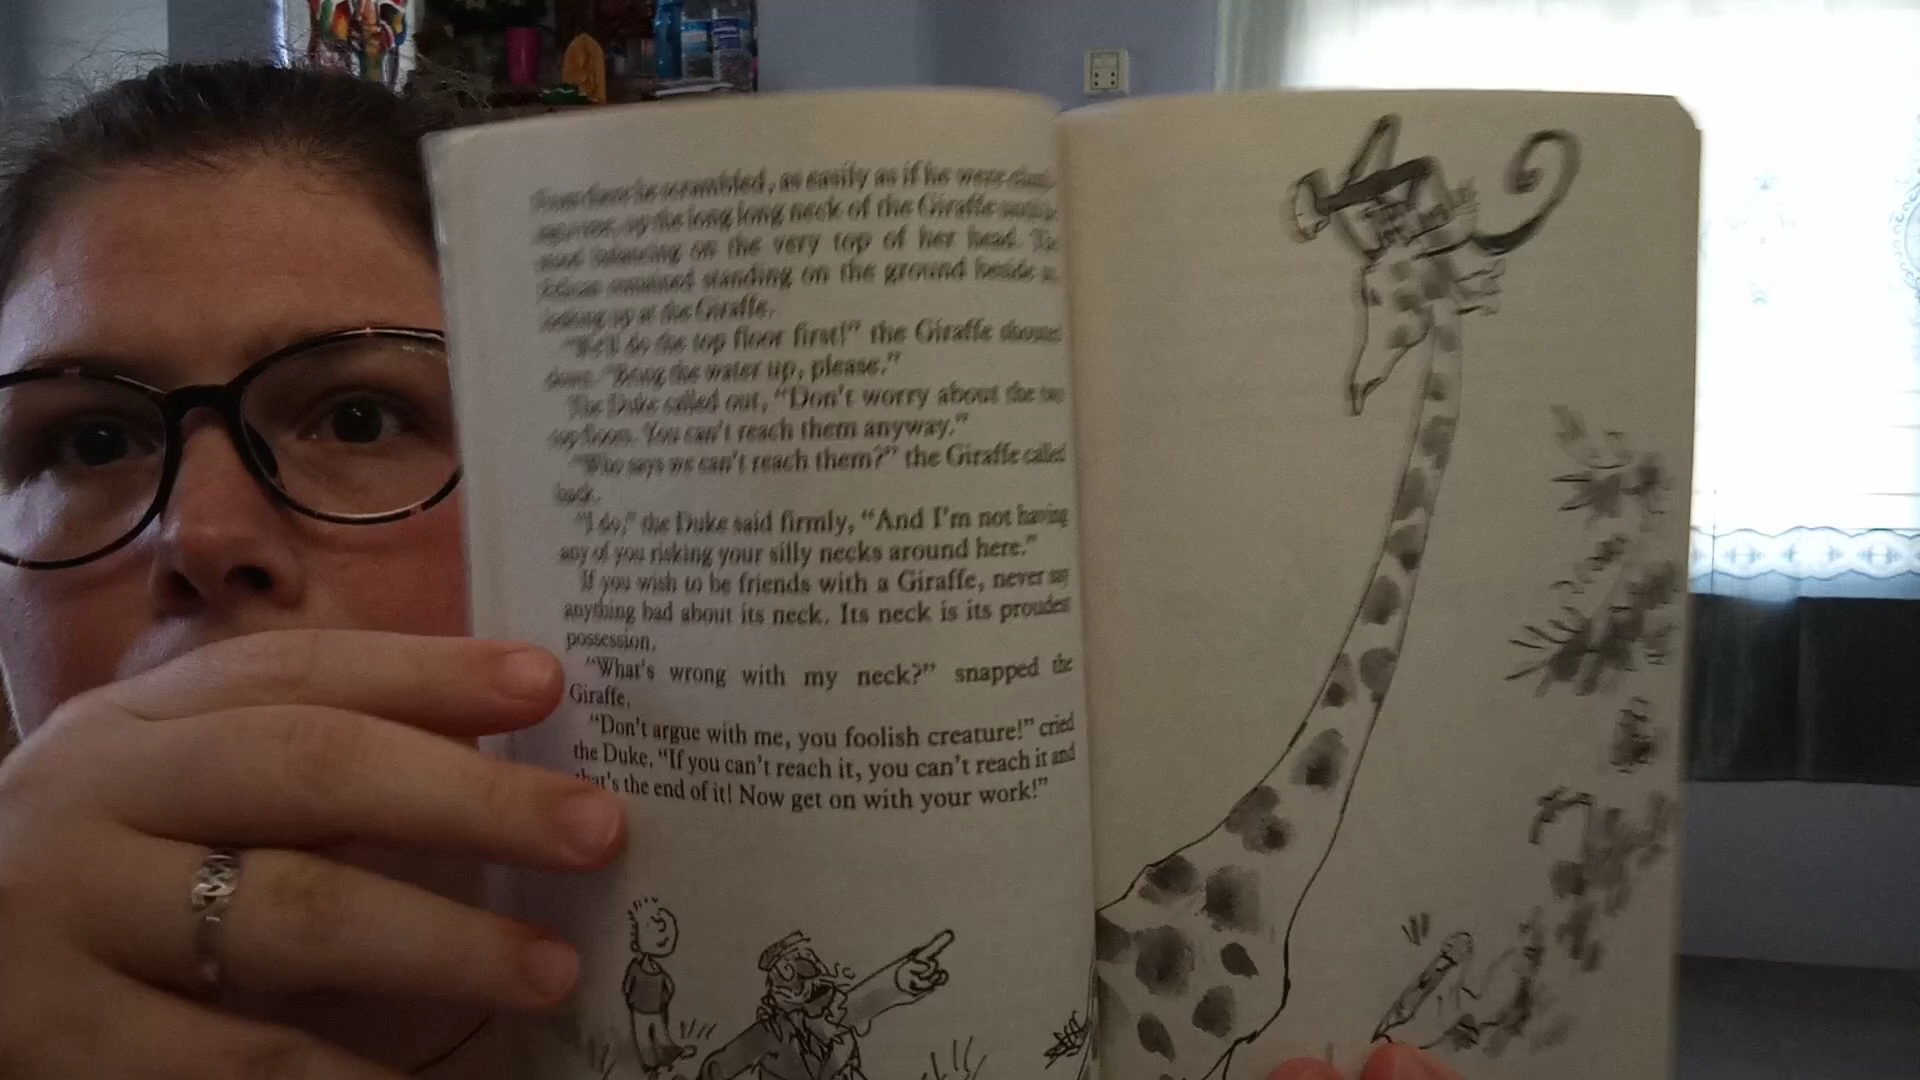 scrambled, as easily as if he were
up the long long neck of the Giraffe
balancing on the very top of her head. The
remained standing on the ground beside
looking up at the Giraffe.
"We'll do the top floor first!" the Giraffe shouted
down. "Bring the water up, please."
The Duke called out, "Don't worry about the two
top floors. You can't reach them anyway."
"Who says we can't reach them?" the Giraffe called
back.
"I do," the Duke said firmly, "And I'm not having
any of you risking your silly necks around here."
If you wish to be friends with a Giraffe, never say
anything bad about its neck. Its neck is its proudest
possession.
"What's wrong with my neck?" snapped the
Giraffe.
"Don't argue with me, you foolish creature!" cried
the Duke. "If you can't reach it, you can't reach it and
that's the end of it! Now get on with your work!"